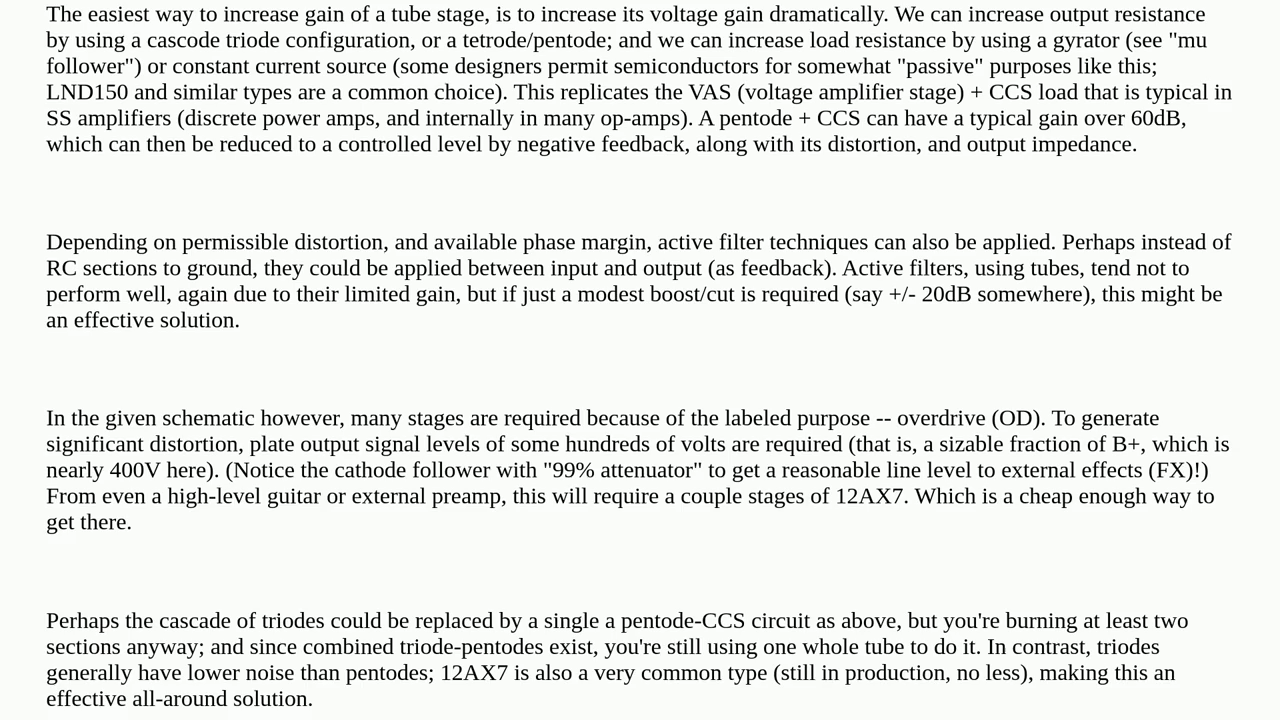 The easiest way to increase gain of a tube stage, is to increase its voltage gain dramatically. We can increase output resistance
by using a cascode triode configuration, or a tetrode/pentode; and we can increase load resistance by using a gyrator (see "mu
follower") or constant current source (some designers permit semiconductors for somewhat "passive" purposes like this;
LND150 and similar types are a common choice). This replicates the VAS (voltage amplifier stage) + CCS load that is typical in
SS amplifiers (discrete power amps, and internally in many op-amps). A pentode + CCS can have a typical gain over 60dB,
which can then be reduced to a controlled level by negative feedback, along with its distortion, and output impedance.
Depending on permissible distortion, and available phase margin, active filter techniques can also be applied. Perhaps instead of
RC sections to ground, they could be applied between input and output (as feedback). Active filters, using tubes, tend not to
perform well, again due to their limited gain, but if just a modest boost/cut is required (say +/- 20dB somewhere), this might be
an effective solution.
In the given schematic however, many stages are required because of the labeled purpose -- overdrive (OD). To generate
significant distortion, plate output signal levels of some hundreds of volts are required (that is, a sizable fraction of B+, which is
nearly 400V here). (Notice the cathode follower with "99% attenuator" to get a reasonable line level to external effects (FX)!)
From even a high-level guitar or external preamp, this will require a couple stages of 12AX7. Which is a cheap enough way to
get there.
Perhaps the cascade of triodes could be replaced by a single a pentode-CCS circuit as above, but you're burning at least two
sections anyway; and since combined triode-pentodes exist, you're still using one whole tube to do it. In contrast, triodes
generally have lower noise than pentodes; 12AX7 is also a very common type (still in production, no less), making this an
effective all-around solution.